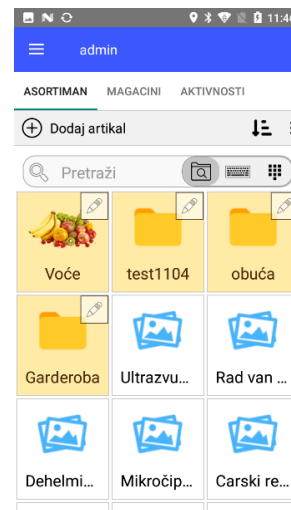 11:46
admin
ASORTIMAN MAGACINI AKTIVNOSTI
Dodaj artikal
Pretraži
Voće test1104 obuća
Garderoba Ultrazvu... Rad van ...
Dehelmi... Mikročip... Carski re...